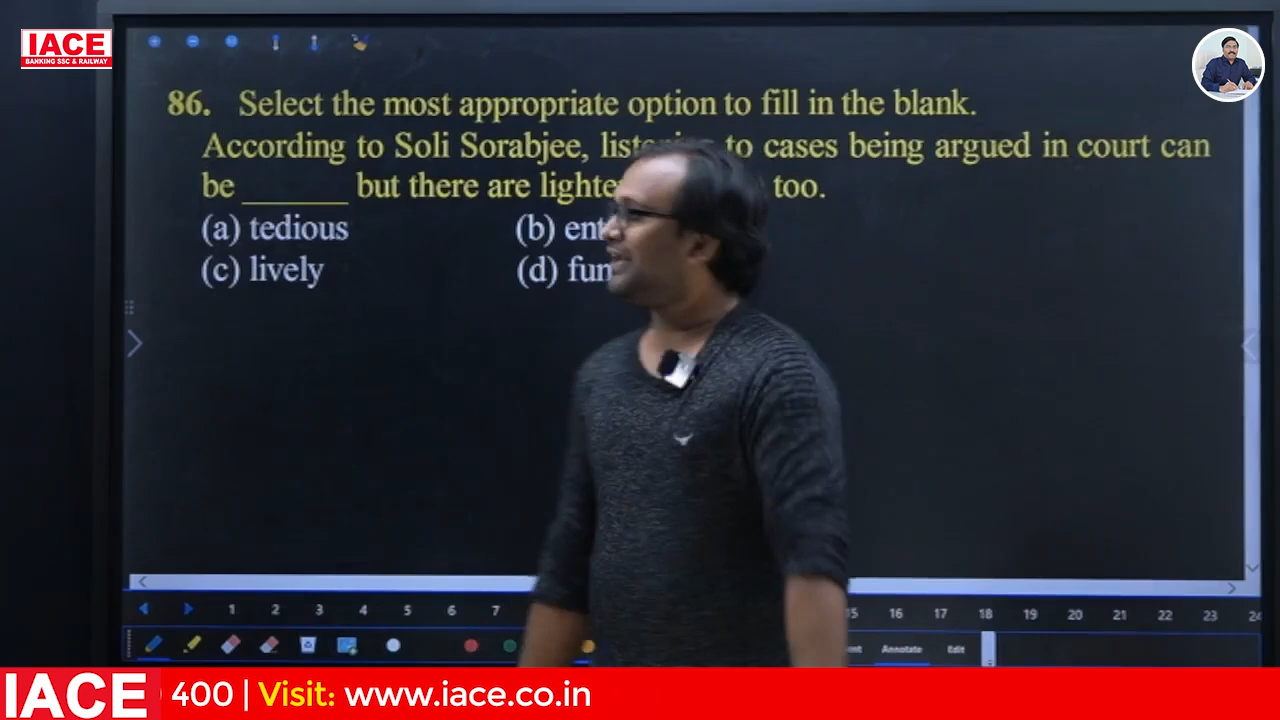 IACE
BANKING SSC & RAILWAY
86. Select the most appropriate option to fill in the blank.
According to Soli Sorabjee, to cases being argued in court can
be ______ but there are too.
(a) tedious (b)
(c) lively (d)
1 2 3 4 5 6 7 15 16 17 18 19 20 21 22 23 24
Annotate Edit
IACE 400 | Visit: www.iace.co.in